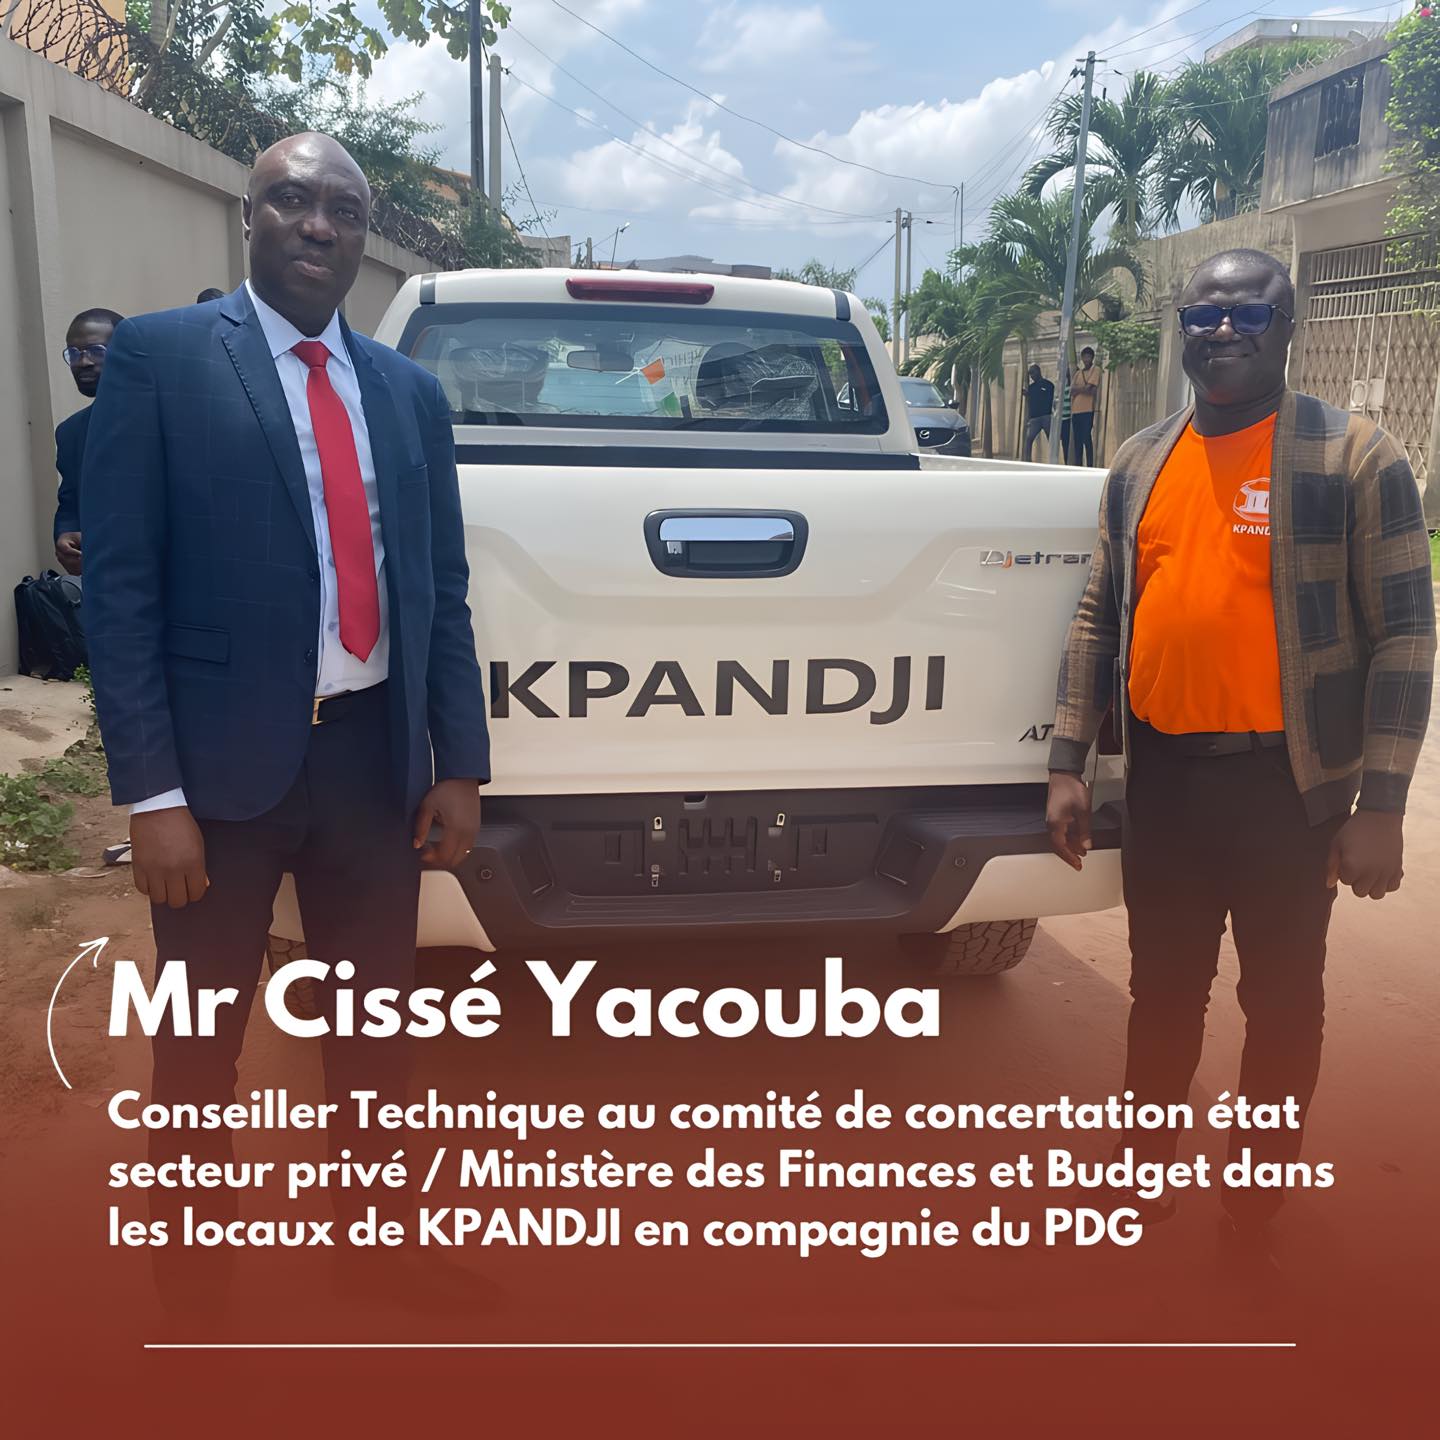 KPANDJI
Djetran
AT
KPAND
Mr Cissé Yacouba
Conseiller Technique au comité de concertation état
secteur privé / Ministère des Finances et Budget dans
les locaux de KPANDJI en compagnie du PDG